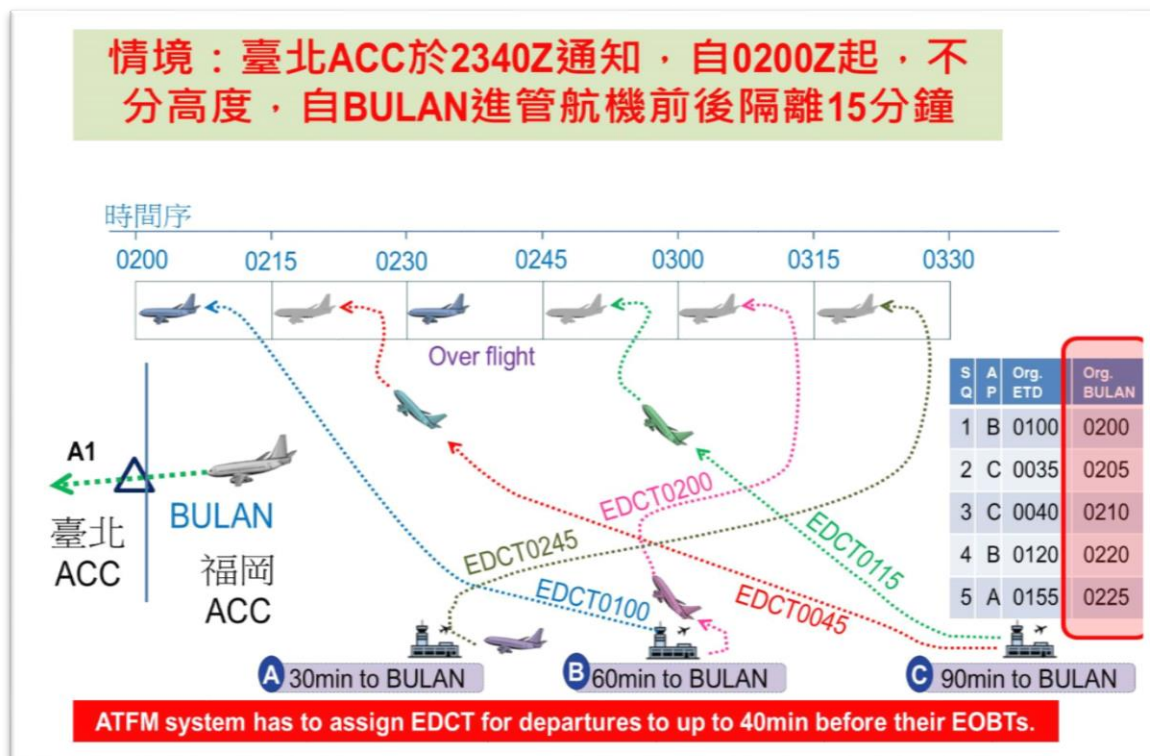 情境：臺北ACC於2340Z通知，自0200Z起，不
分高度，自BULAN進管航機前後隔離15分鐘
時間序
0200 0215 0230 0245 0300 0315 0330
Over flight
A1
BULAN
臺北
ACC
福岡
ACC
EDCT0245
EDCT0100
EDCT0200
EDCT0045
EDCT0115
S
Q
A
P
Org.
ETD
Org.
BULAN
1 B 0100 0200
2 C 0035 0205
3 C 0040 0210
4 B 0120 0220
5 A 0155 0225
A 30min to BULAN
B 60min to BULAN
C 90min to BULAN
ATFM system has to assign EDCT for departures to up to 40min before their EOBTs.